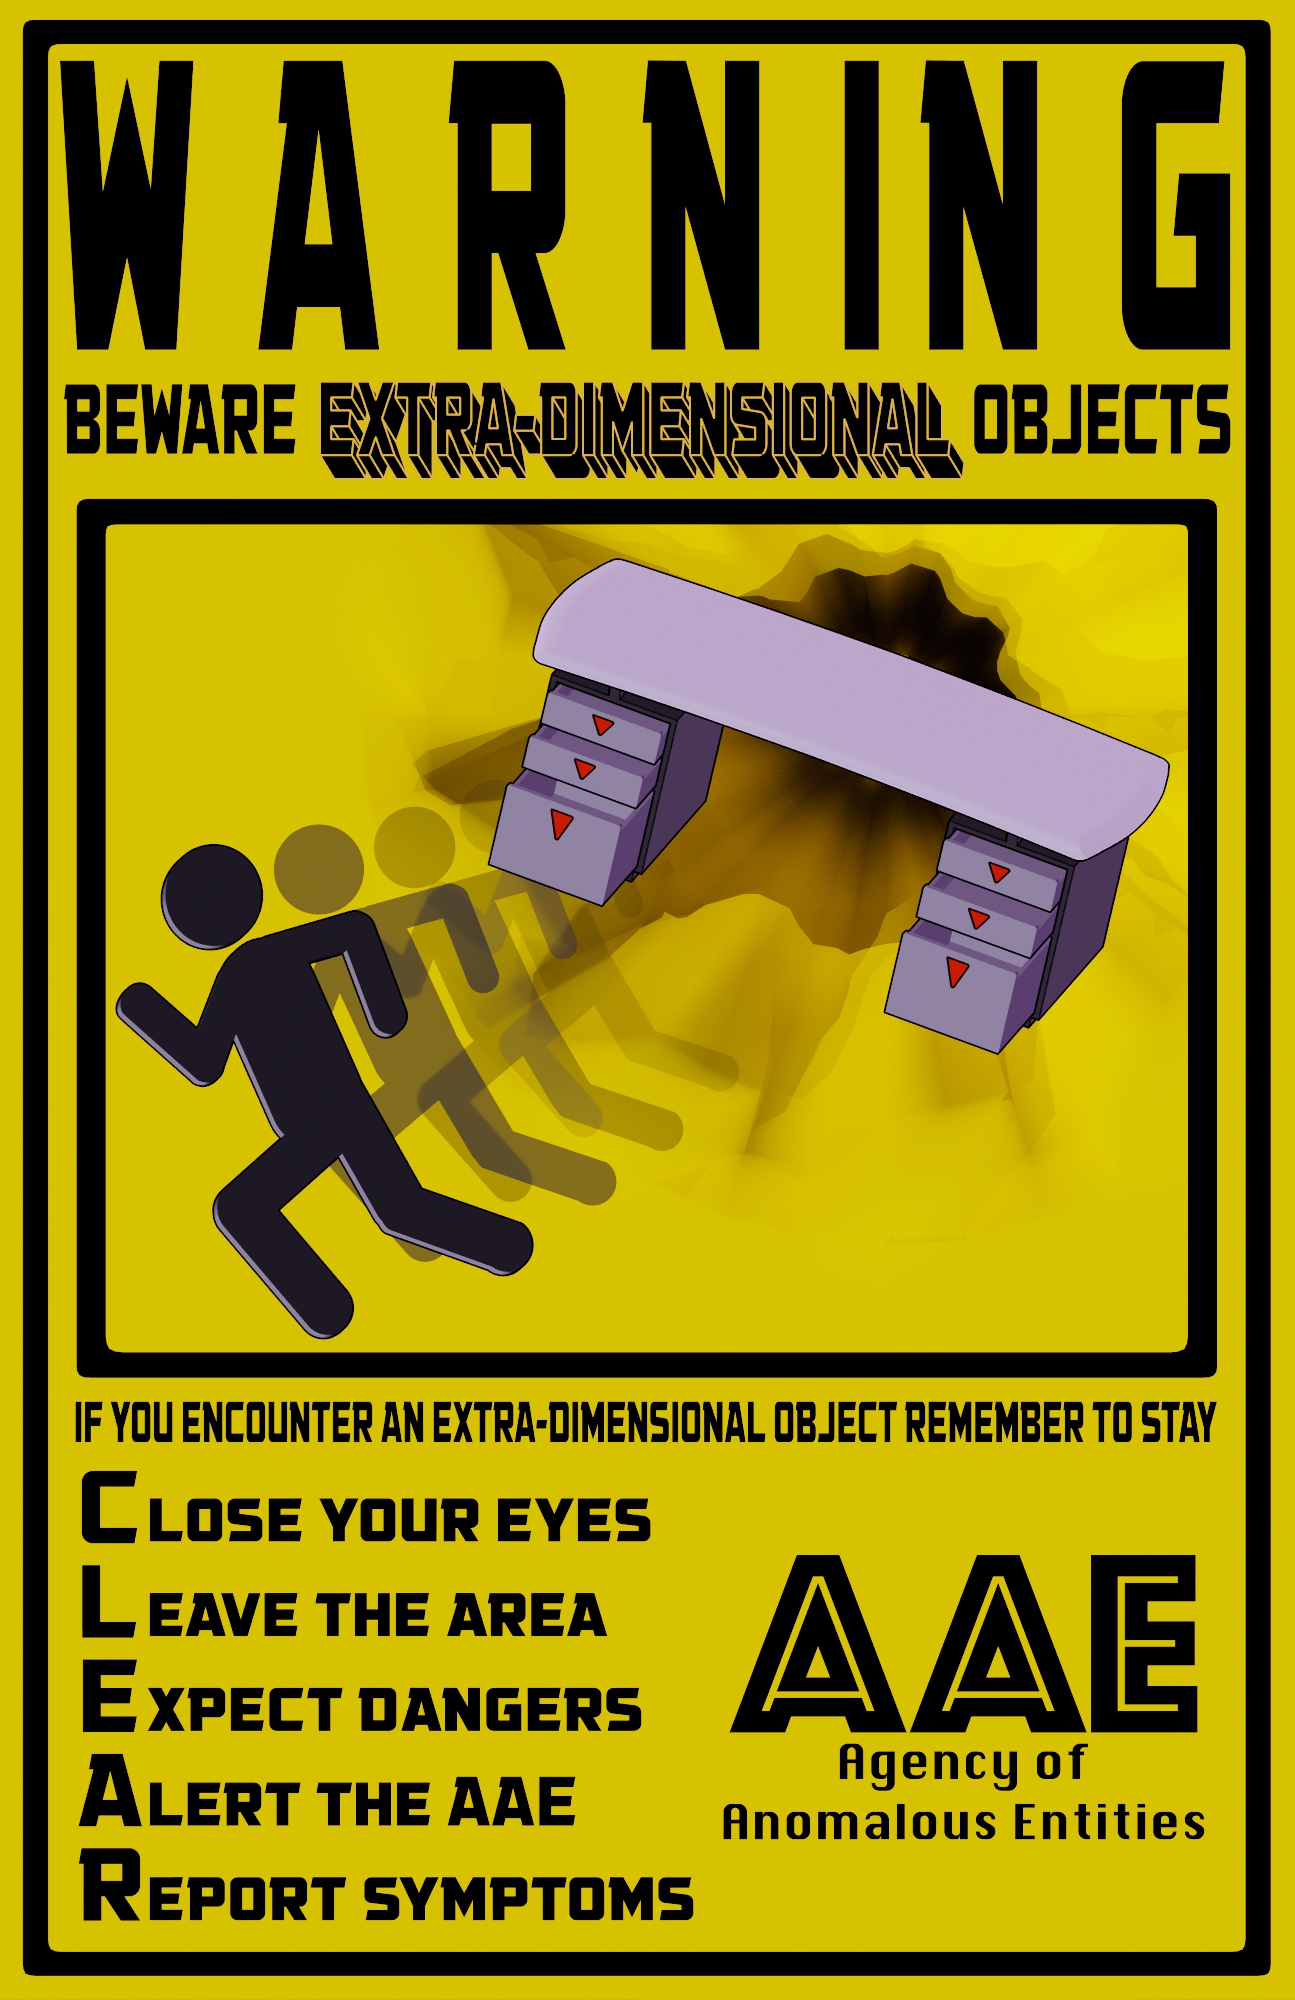 WARNING
BEWARE EXTRA-DIMENSIONAL OBJECTS
IF YOU ENCOUNTER AN EXTRA-DIMENSIONAL OBJECT REMEMBER TO STAY
CLOSE YOUR EYES
LEAVE THE AREA
EXPECT DANGERS
ALERT THE AAE
REPORT SYMPTOMS
AAE
Agency of
Anomalous Entities